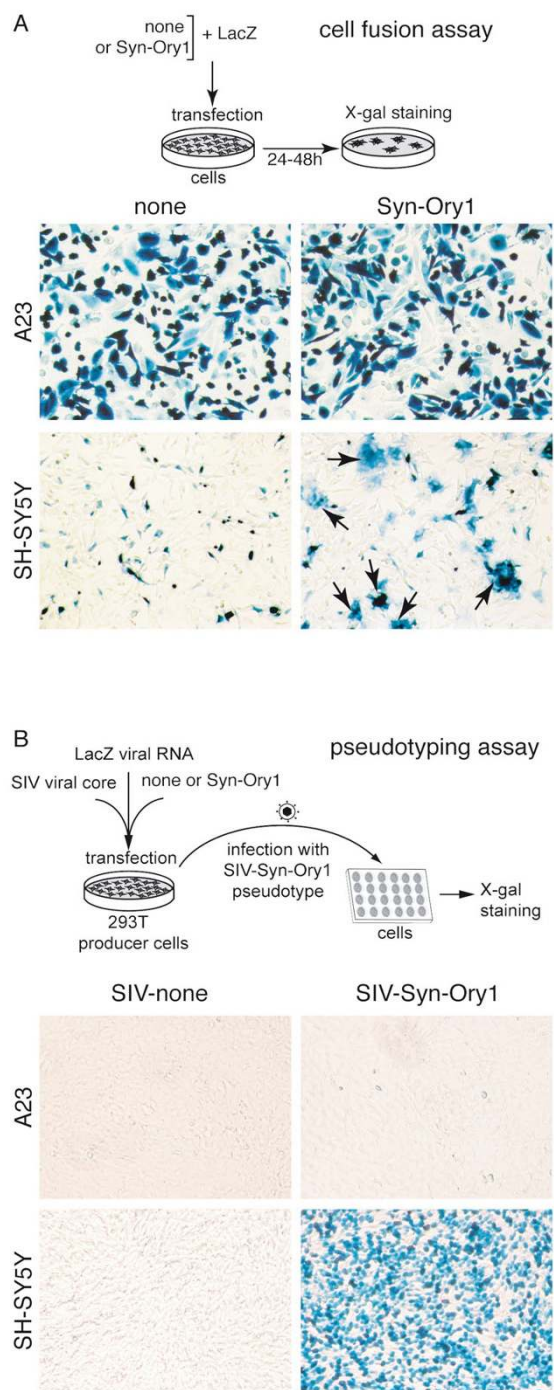 A
none
or Syn-Ory1
+ LacZ
cell fusion assay
transfection
X-gal staining
24-48h
cells
none
Syn-Ory1
A23
SH-SY5Y
B
LacZ viral RNA
pseudotyping assay
SIV viral core
none or Syn-Ory1
transfection
infection with
SIV-Syn-Ory1
pseudotype
X-gal
staining
293T
producer cells
cells
SIV-none
SIV-Syn-Ory1
A23
SH-SY5Y